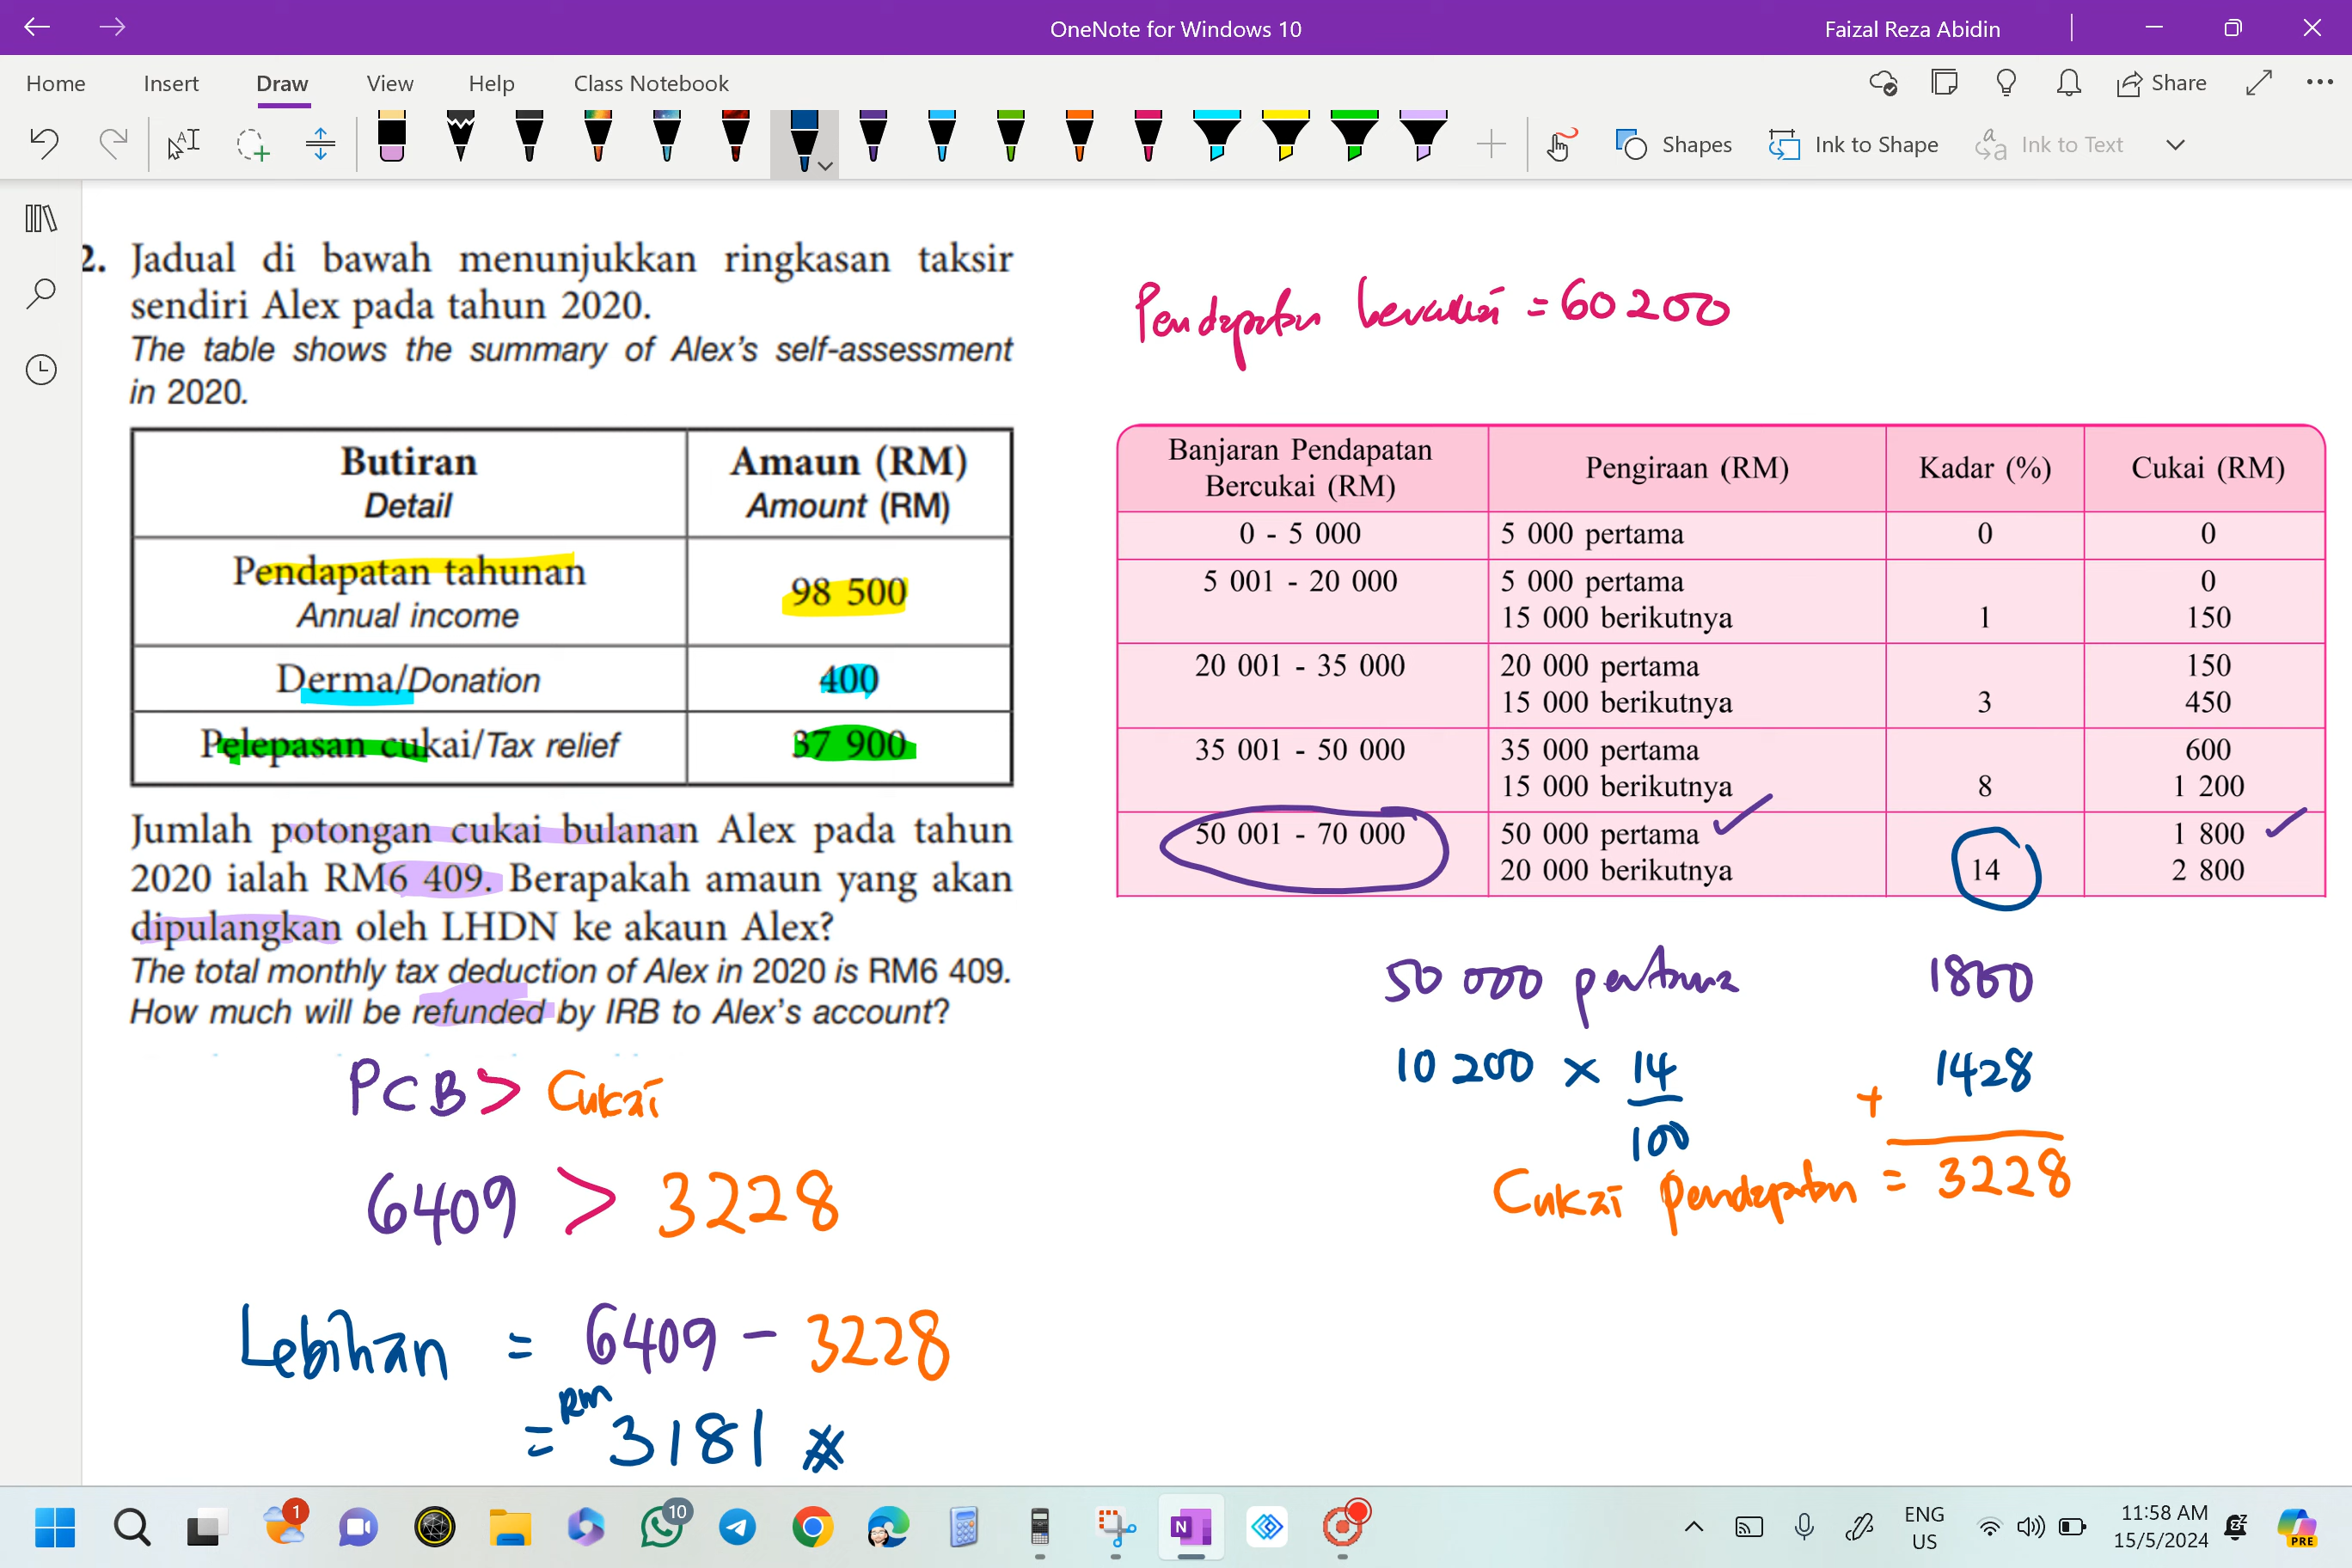 OneNote for Windows 10
Faizal Reza Abidin
Home Insert Draw View Help Class Notebook
Share
Shapes Ink to Shape Ink to Text
2. Jadual di bawah menunjukkan ringkasan taksir
sendiri Alex pada tahun 2020.
The table shows the summary of Alex's self-assessment
in 2020.
Butiran Amaun (RM)
Detail Amount (RM)
Pendapatan tahunan
Annual income
98 500
Derma/Donation 400
Pelepasan cukai/Tax relief 37 900
Jumlah potongan cukai bulanan Alex pada tahun
2020 ialah RM6 409. Berapakah amaun yang akan
dipulangkan oleh LHDN ke akaun Alex?
The total monthly tax deduction of Alex in 2020 is RM6 409.
How much will be refunded by IRB to Alex's account?
PCB > Cukai
6409 > 3228
Lebihan = 6409 - 3228
= RM 3181
Pendapatan = 60 200
Banjaran Pendapatan
Bercukai (RM)
Pengiraan (RM) Kadar (%) Cukai (RM)
0 - 5 000 5 000 pertama 0 0
5 001 - 20 000 5 000 pertama 0
15 000 berikutnya 1 150
20 001 - 35 000 20 000 pertama 150
15 000 berikutnya 3 450
35 001 - 50 000 35 000 pertama 600
15 000 berikutnya 8 1 200
50 001 - 70 000 50 000 pertama 1 800
20 000 berikutnya 14 2 800
50 000 pertama 1800
10 200 × 14 + 1428
100
Cukai pendapatan = 3228
1
10
PRE
ENG
US
11:58 AM
15/5/2024